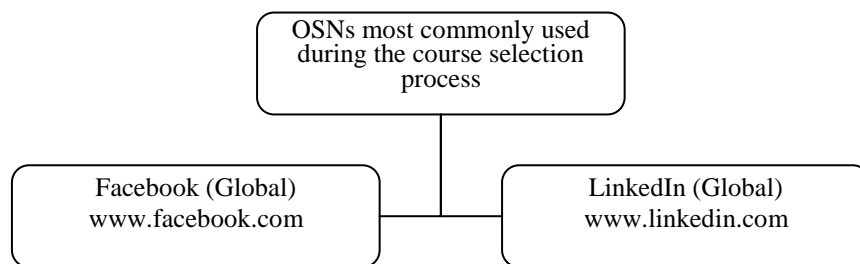 OSNs most commonly used
during the course selection
process
Facebook (Global)
www.facebook.com
LinkedIn (Global)
www.linkedin.com